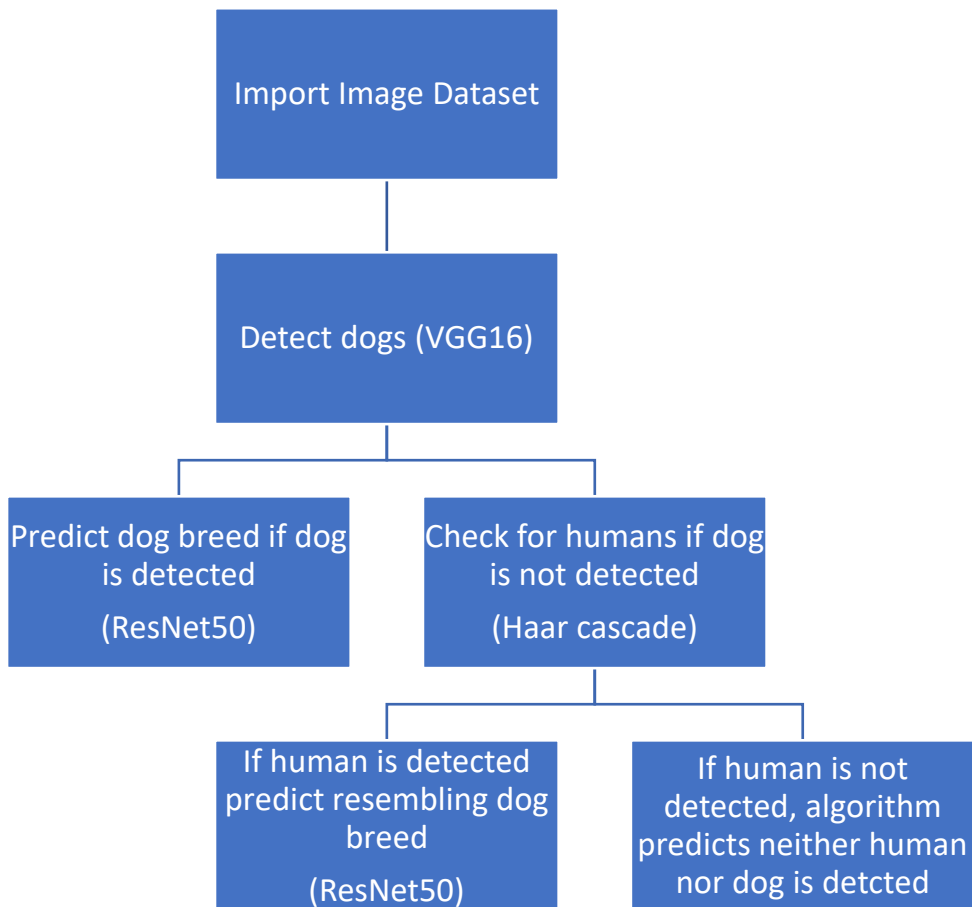 Import Image Dataset
Detect dogs (VGG16)
Predict dog breed if dog
is detected
(ResNet50)
Check for humans if dog
is not detected
(Haar cascade)
If human is detected
predict resembling dog
breed
(ResNet50)
If human is not
detected, algorithm
predicts neither human
nor dog is detcted